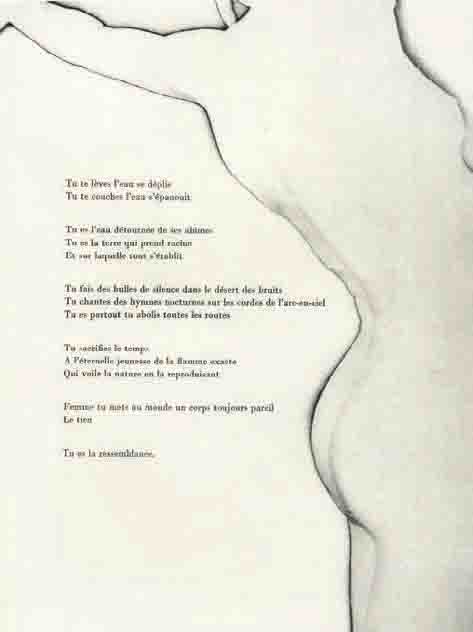 Tu te lèves l'eau se déplie
Tu te couches l'eau s'épanouit
Tu es l'eau détournée de ses abîmes
Tu es la terre qui prend racine
Et sur laquelle tout s'établit
Tu fais des bulles de silence dans le désert des bruits
Tu chantes des hymnes nocturnes sur les cordes de l'arc-en-ciel
Tu es partout tu abolis toutes les routes
Tu sacrifies le temps
A l'éternelle jeunesse de la flamme exacte
Qui voile la nature en la reproduisant
Femme tu mets au monde un corps toujours pareil
Le tien
Tu es la ressemblance.